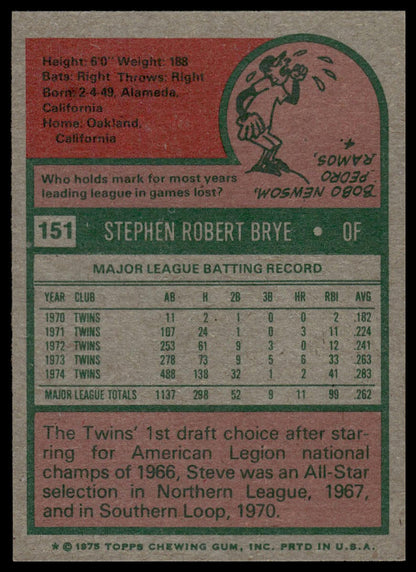 Height: 6'0" Weight: 188
Bats: Right Throws: Right
Born: 2-4-49, Alameda,
California
Home: Oakland,
California
Who holds mark for most years
leading league in games lost?
BOBO NEWSOM,
PEDRO
RAMOS,
4.
151 STEPHEN ROBERT BRYE • OF
MAJOR LEAGUE BATTING RECORD
YEAR CLUB AB H 2B 3B HR RBI AVG
1970 TWINS 11 2 1 0 0 2 .182
1971 TWINS 107 24 1 0 3 11 .224
1972 TWINS 253 61 9 3 0 12 .241
1973 TWINS 278 73 9 5 6 33 .263
1974 TWINS 488 138 32 1 2 41 .283
MAJOR LEAGUE TOTALS 1137 298 52 9 11 99 .262
The Twins' 1st draft choice after star-
ring for American Legion national
champs of 1966, Steve was an All-Star
selection in Northern League, 1967,
and in Southern Loop, 1970.
* © 1975 TOPPS CHEWING GUM, INC. PRTD IN U.S.A.